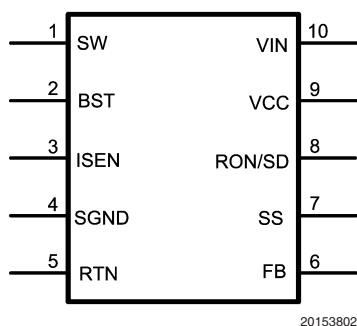 1 SW VIN 10
2 BST VCC 9
3 ISEN RON/SD 8
4 SGND SS 7
5 RTN FB 6
20153802